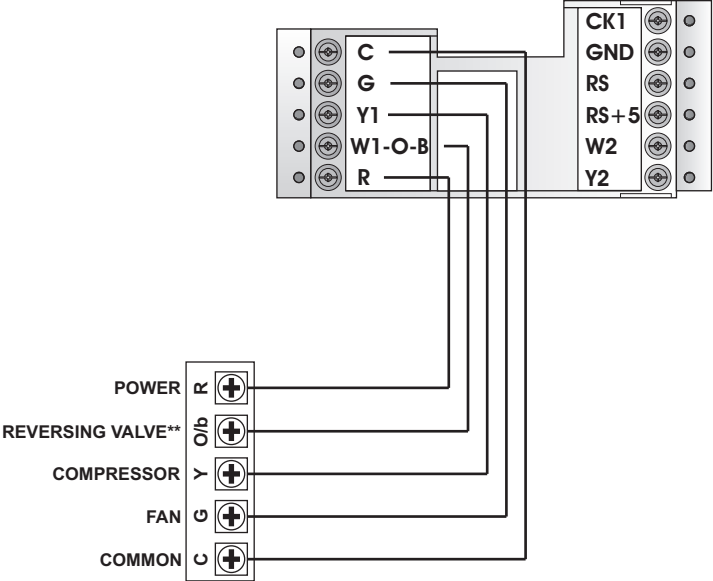 C
G
Y1
W1-O-B
R
CK1
GND
RS
RS+5
W2
Y2
POWER R
REVERSING VALVE** O/b
COMPRESSOR Y
FAN G
COMMON C